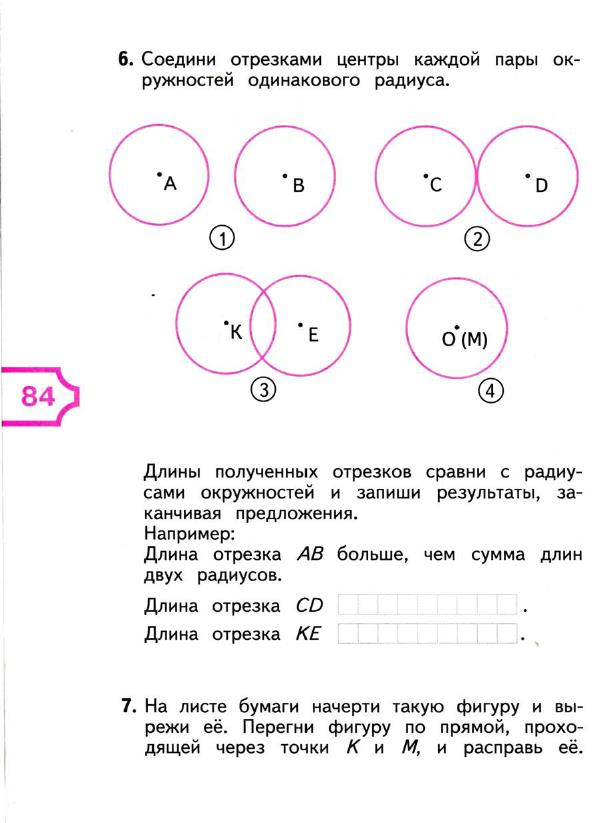 6. Соедини отрезками центры каждой пары ок-
ружностей одинакового радиуса.
A
B
C
D
1
2
K
E
O (M)
3
4
84
Длины полученных отрезков сравни с радиу-
сами окружностей и запиши результаты, за-
канчивая предложения.
Например:
Длина отрезка AB больше, чем сумма длин
двух радиусов.
Длина отрезка CD .
Длина отрезка KE .
7. На листе бумаги начерти такую фигуру и вы-
режи её. Перегни фигуру по прямой, прохо-
дящей через точки K и M, и расправь её.